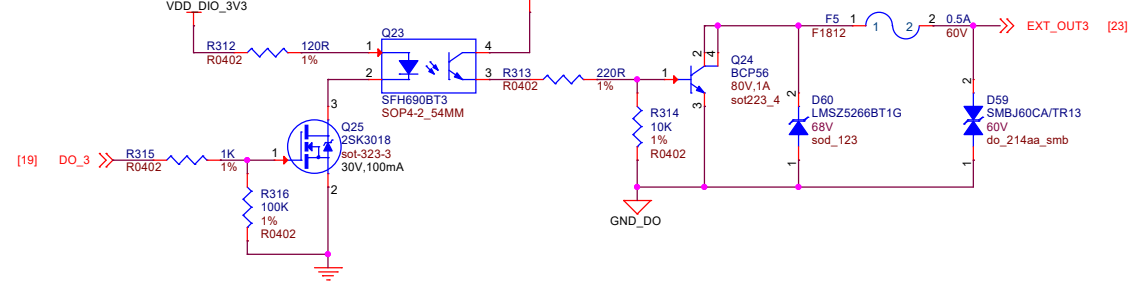 VDD_DIO_3V3
R312
R0402
120R
1%
Q23
1
2
4
3
SFH690BT3
SOP4-2_54MM
R313
R0402
220R
1%
1
2
4
3
Q24
BCP56
80V,1A
sot223_4
R314
10K
1%
R0402
GND_DO
2
D60
LMSZ5266BT1G
68V
sod_123
1
F5
F1812
1
1
2
2
0.5A
60V
EXT_OUT3
[23]
2
D59
SMBJ60CA/TR13
60V
do_214aa_smb
1
[19]
DO_3
R315
R0402
1K
1%
1
3
Q25
2SK3018
sot-323-3
30V,100mA
2
R316
100K
1%
R0402